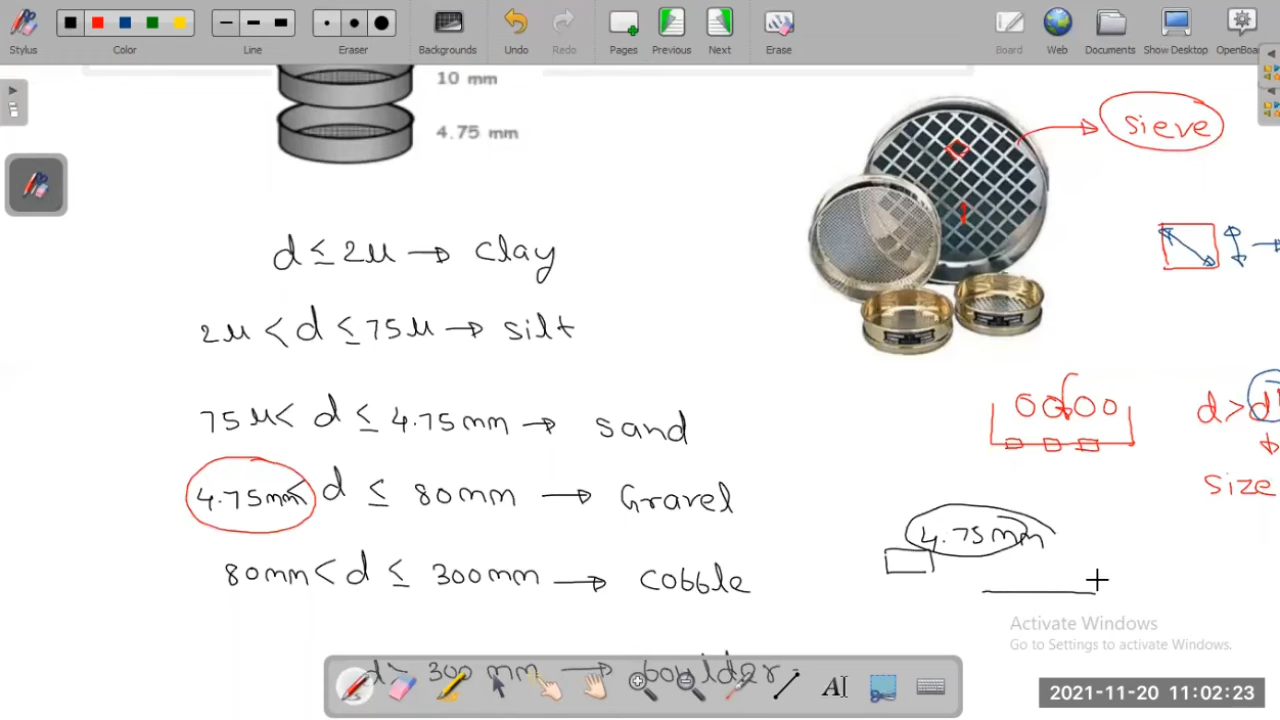 Stylus
Color
Line
Eraser
Backgrounds
Undo
Redo
Pages
Previous
Next
Erase
Board
Web
Documents
Show Desktop
10 mm
4.75 mm
sieve
d ≤ 2μ → clay
2μ < d ≤ 75μ → silt
75μ < d ≤ 4.75mm → sand
d >
4.75mm < d ≤ 80mm → Gravel
size
4.75mm
80mm < d ≤ 300mm → cobble
Activate Windows
Go to Settings to activate Windows.
d > 300 mm → boulder
2021-11-20 11:02:23